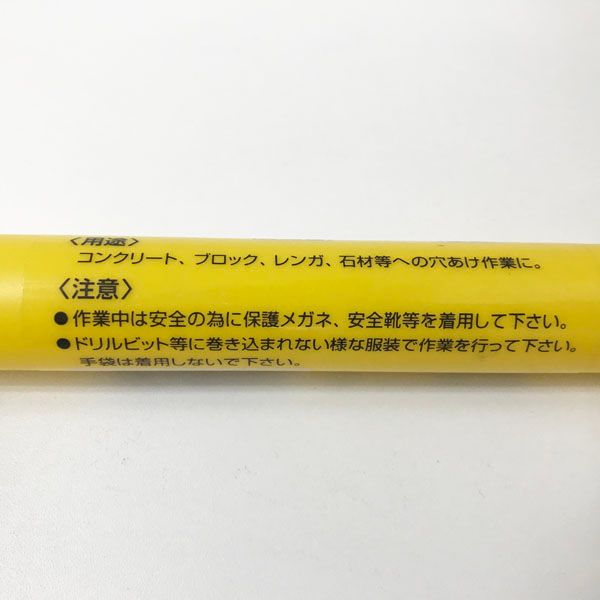 〈用途〉
コンクリート、ブロック、レンガ、石材等への穴あけ作業に。
〈注意〉
●作業中は安全の為に保護メガネ、安全靴等を着用して下さい。
●ドリルビット等に巻き込まれない様な服装で作業を行って下さい。
手袋は着用しないで下さい。